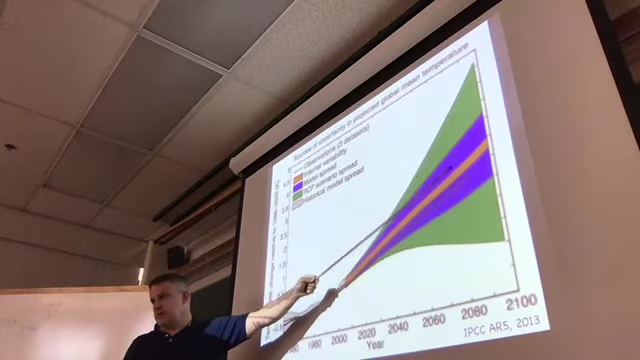 Sources of uncertainty in projected global mean temperature
Observations (3 datasets)
Internal variability
Model spread
RCP scenario spread
Historical model spread
1980 2000 2020 2040 2060 2080 2100
Year
IPCC AR5, 2013